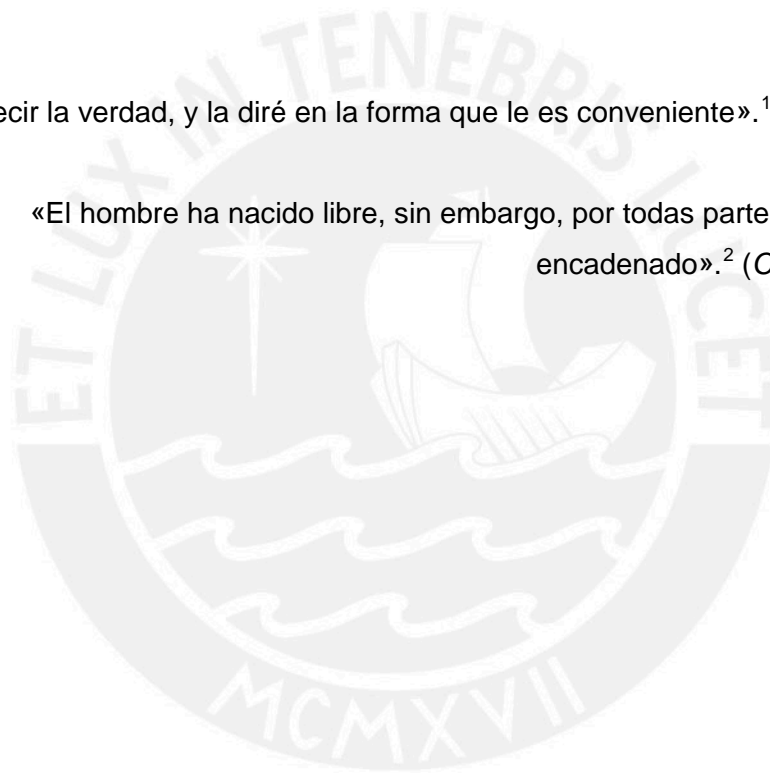 ecir la verdad, y la diré en la forma que le es conveniente».¹
«El hombre ha nacido libre, sin embargo, por todas parte
encadenado».² (
ET LUX IN TENEBRIS LUCET
MCMXVII